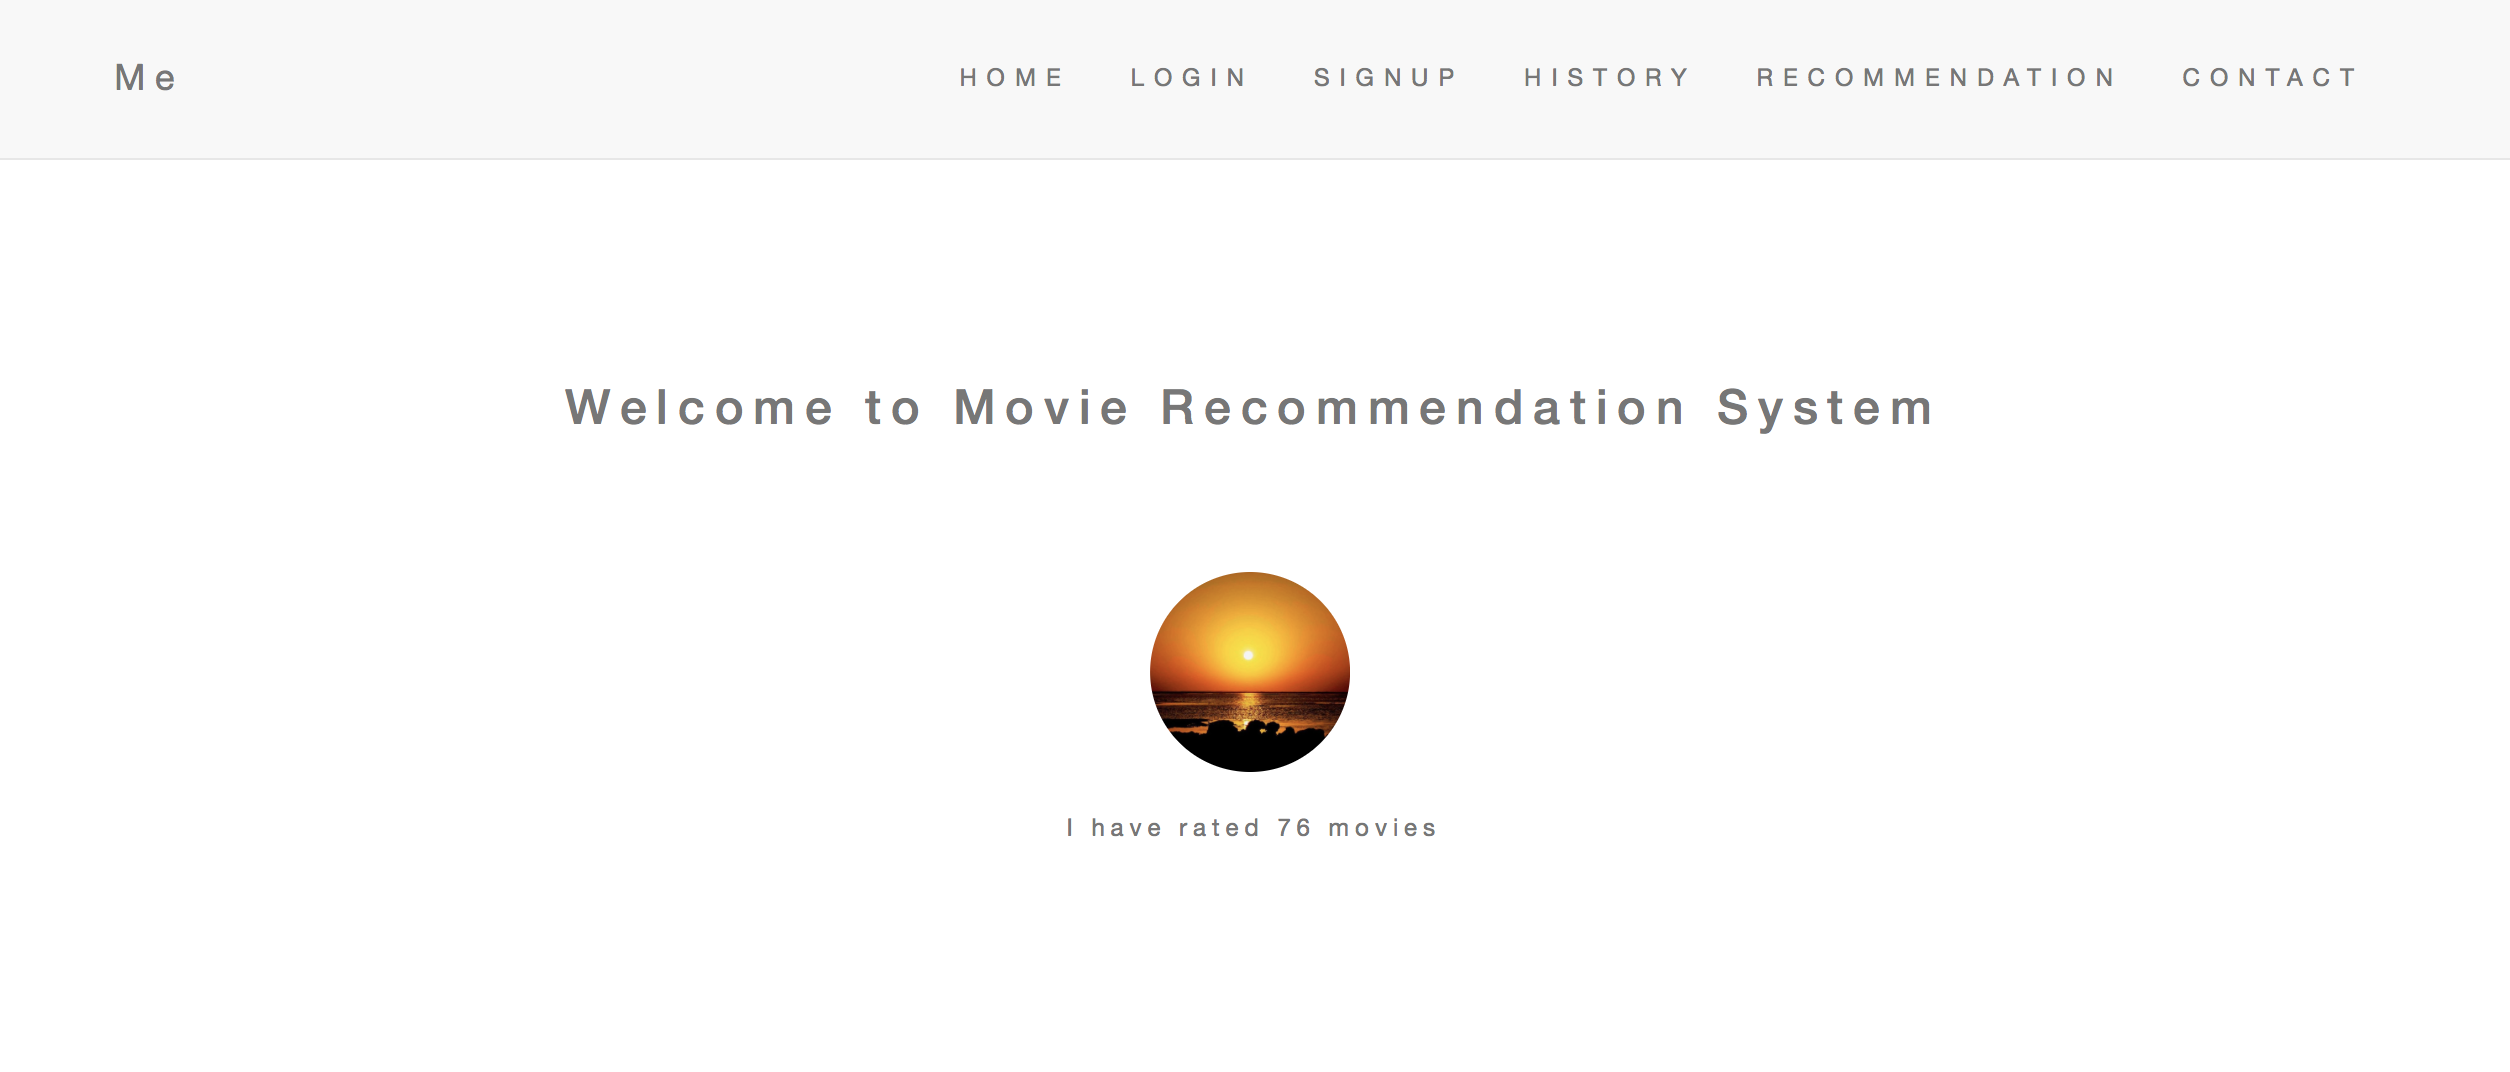 Me HOME LOGIN SIGNUP HISTORY RECOMMENDATION CONTACT
Welcome to Movie Recommendation System
I have rated 76 movies